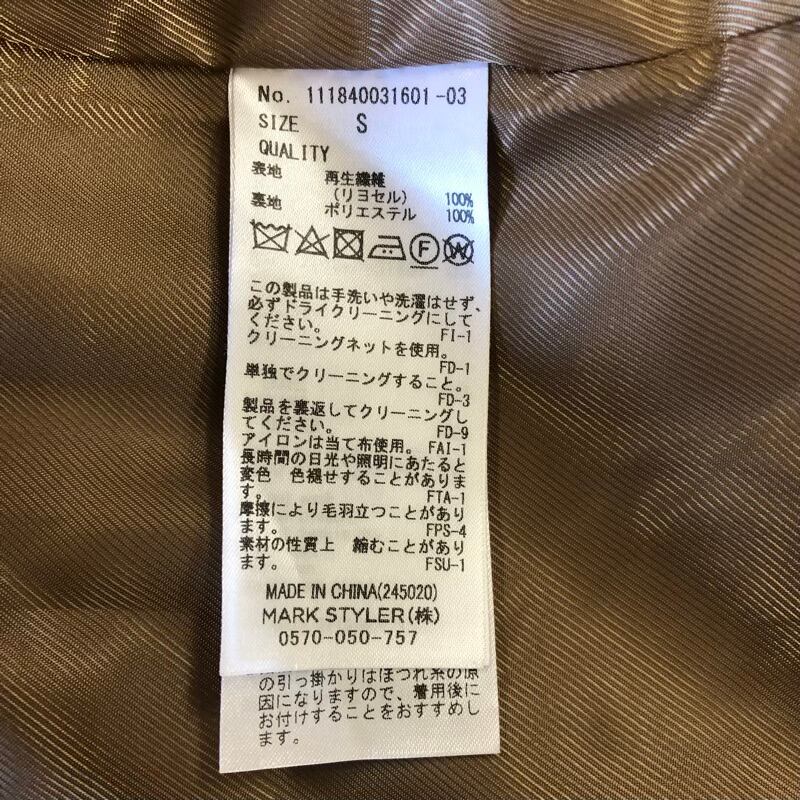 No. 111840031601-03
SIZE S
QUALITY
表地 再生繊維
(リヨセル) 100%
裏地 ポリエステル 100%
F W
この製品は手洗いや洗濯はせず、
必ずドライクリーニングにして
ください。 FI-1
クリーニングネットを使用。
FD-1
単独でクリーニングすること。
FD-3
製品を裏返してクリーニングし
てください。 FD-9
アイロンは当て布使用。 FAI-1
長時間の日光や照明にあたると
変色 色褪せすることがありま
す。 FTA-1
摩擦により毛羽立つことがあり
ます。 FPS-4
素材の性質上 縮むことがあり
ます。 FSU-1
MADE IN CHINA(245020)
MARK STYLER(株)
0570-050-757
の引っ掛かりはほつれ糸の原
因になりますので、着用後に
お付けすることをおすすめし
ます。